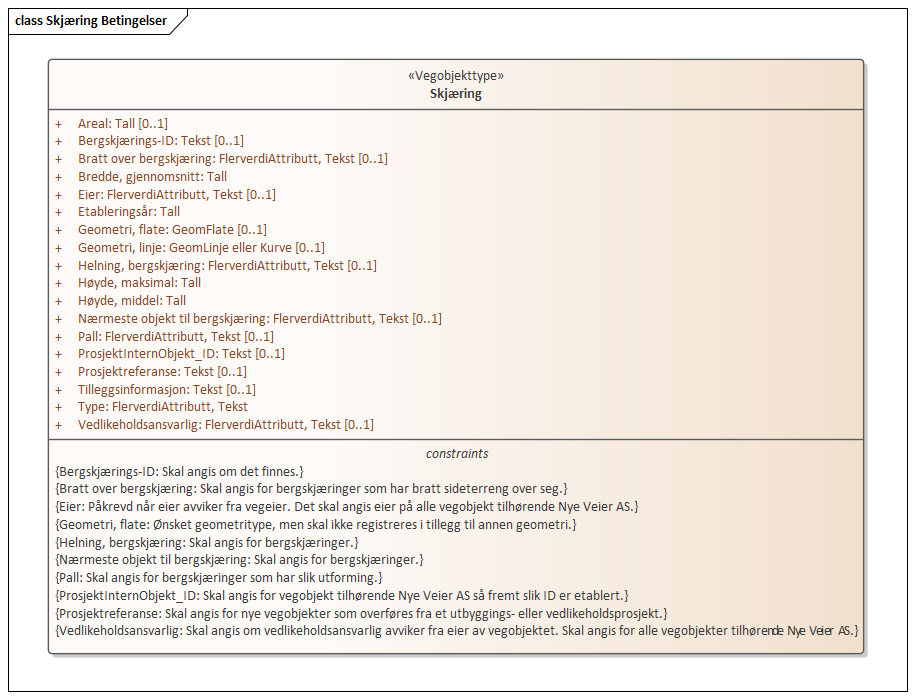 class Skjæring Betingelser
«Vegobjekttype»
Skjæring
+ Areal: Tall [0..1]
+ Bergskjærings-ID: Tekst [0..1]
+ Bratt over bergskjæring: FlerverdiAttributt, Tekst [0..1]
+ Bredde, gjennomsnitt: Tall
+ Eier: FlerverdiAttributt, Tekst [0..1]
+ Etableringsår: Tall
+ Geometri, flate: GeomFlate [0..1]
+ Geometri, linje: GeomLinje eller Kurve [0..1]
+ Helning, bergskjæring: FlerverdiAttributt, Tekst [0..1]
+ Høyde, maksimal: Tall
+ Høyde, middel: Tall
+ Nærmeste objekt til bergskjæring: FlerverdiAttributt, Tekst [0..1]
+ Pall: FlerverdiAttributt, Tekst [0..1]
+ ProsjektInternObjekt_ID: Tekst [0..1]
+ Prosjektreferanse: Tekst [0..1]
+ Tilleggsinformasjon: Tekst [0..1]
+ Type: FlerverdiAttributt, Tekst
+ Vedlikeholdsansvarlig: FlerverdiAttributt, Tekst [0..1]
constraints
{Bergskjærings-ID: Skal angis om det finnes.}
{Bratt over bergskjæring: Skal angis for bergskjæringer som har bratt sideterreng over seg.}
{Eier: Påkrevd når eier avviker fra vegeier. Det skal angis eier på alle vegobjekt tilhørende Nye Veier AS.}
{Geometri, flate: Ønsket geometritype, men skal ikke registreres i tillegg til annen geometri.}
{Helning, bergskjæring: Skal angis for bergskjæringer.}
{Nærmeste objekt til bergskjæring: Skal angis for bergskjæringer.}
{Pall: Skal angis for bergskjæringer som har slik utforming.}
{ProsjektInternObjekt_ID: Skal angis for vegobjekt tilhørende Nye Veier AS så fremt slik ID er etablert.}
{Prosjektreferanse: Skal angis for nye vegobjekter som overføres fra et utbyggings- eller vedlikeholdsprosjekt.}
{Vedlikeholdsansvarlig: Skal angis om vedlikeholdsansvarlig avviker fra eier av vegobjektet. Skal angis for alle vegobjekter tilhørende Nye Veier AS.}